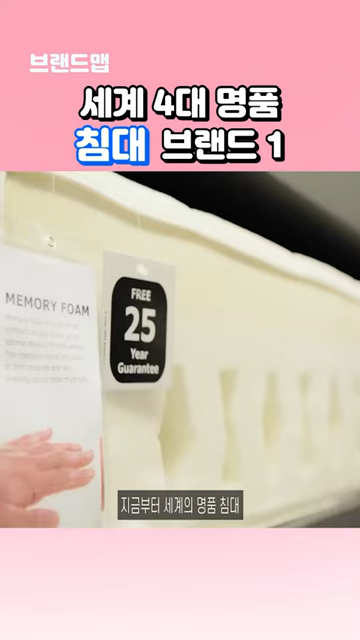 브랜드맵
세계 4대 명품
침대 브랜드 1
MEMORY FOAM
FREE
25
Year
Guarantee
지금부터 세계의 명품 침대